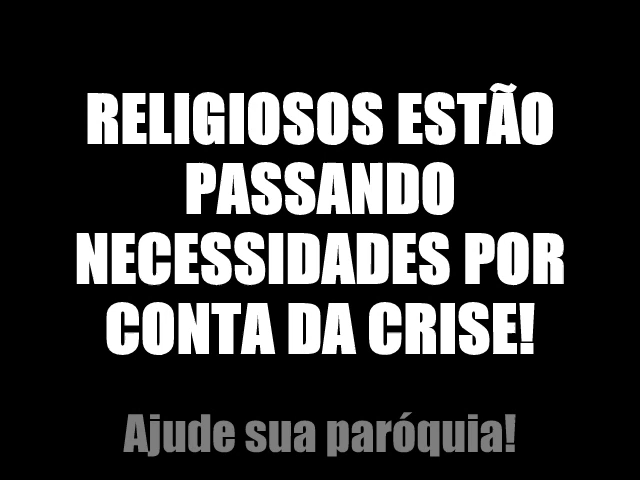 RELIGIOSOS ESTÃO
PASSANDO
NECESSIDADES POR
CONTA DA CRISE!
Ajude sua paróquia!